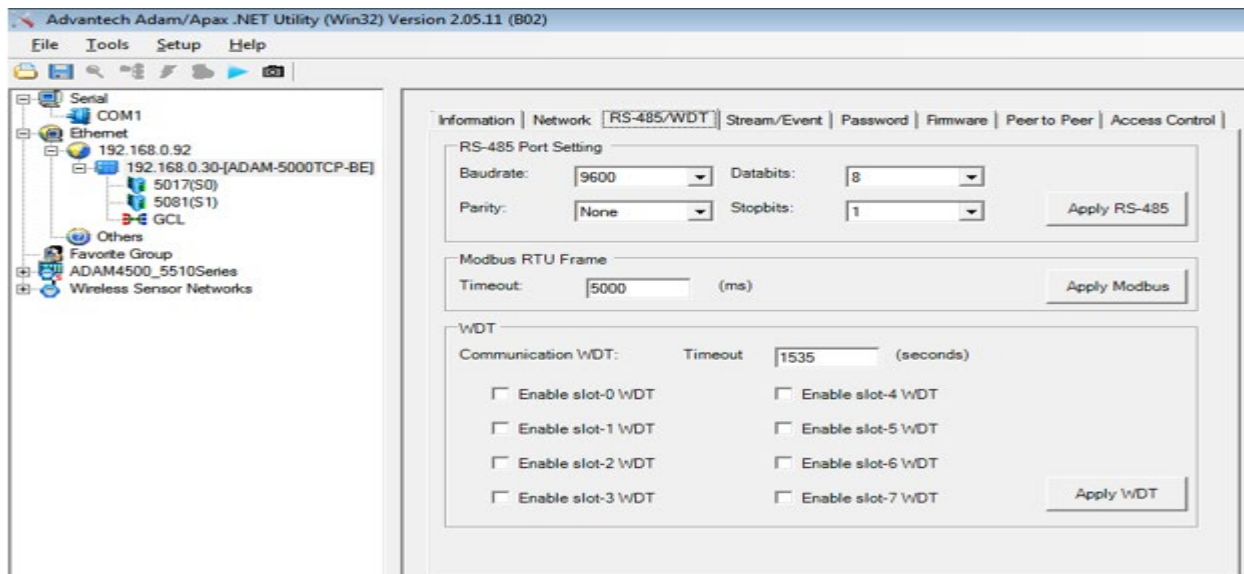 Advantech Adam/Apax .NET Utility (Win32) Version 2.05.11 (B02)
File Tools Setup Help
Serial
COM1
Ethernet
192.168.0.92
192.168.0.30-[ADAM-5000TCP-BE]
5017(S0)
5081(S1)
GCL
Others
Favorite Group
ADAM4500_5510Series
Wireless Sensor Networks
Information Network RS-485/WDT Stream/Event Password Firmware Peer to Peer Access Control
RS-485 Port Setting
Baudrate: 9600 Databits: 8
Parity: None Stopbits: 1 Apply RS-485
Modbus RTU Frame
Timeout: 5000 (ms) Apply Modbus
WDT
Communication WDT: Timeout 1535 (seconds)
Enable slot-0 WDT Enable slot-4 WDT
Enable slot-1 WDT Enable slot-5 WDT
Enable slot-2 WDT Enable slot-6 WDT
Enable slot-3 WDT Enable slot-7 WDT Apply WDT